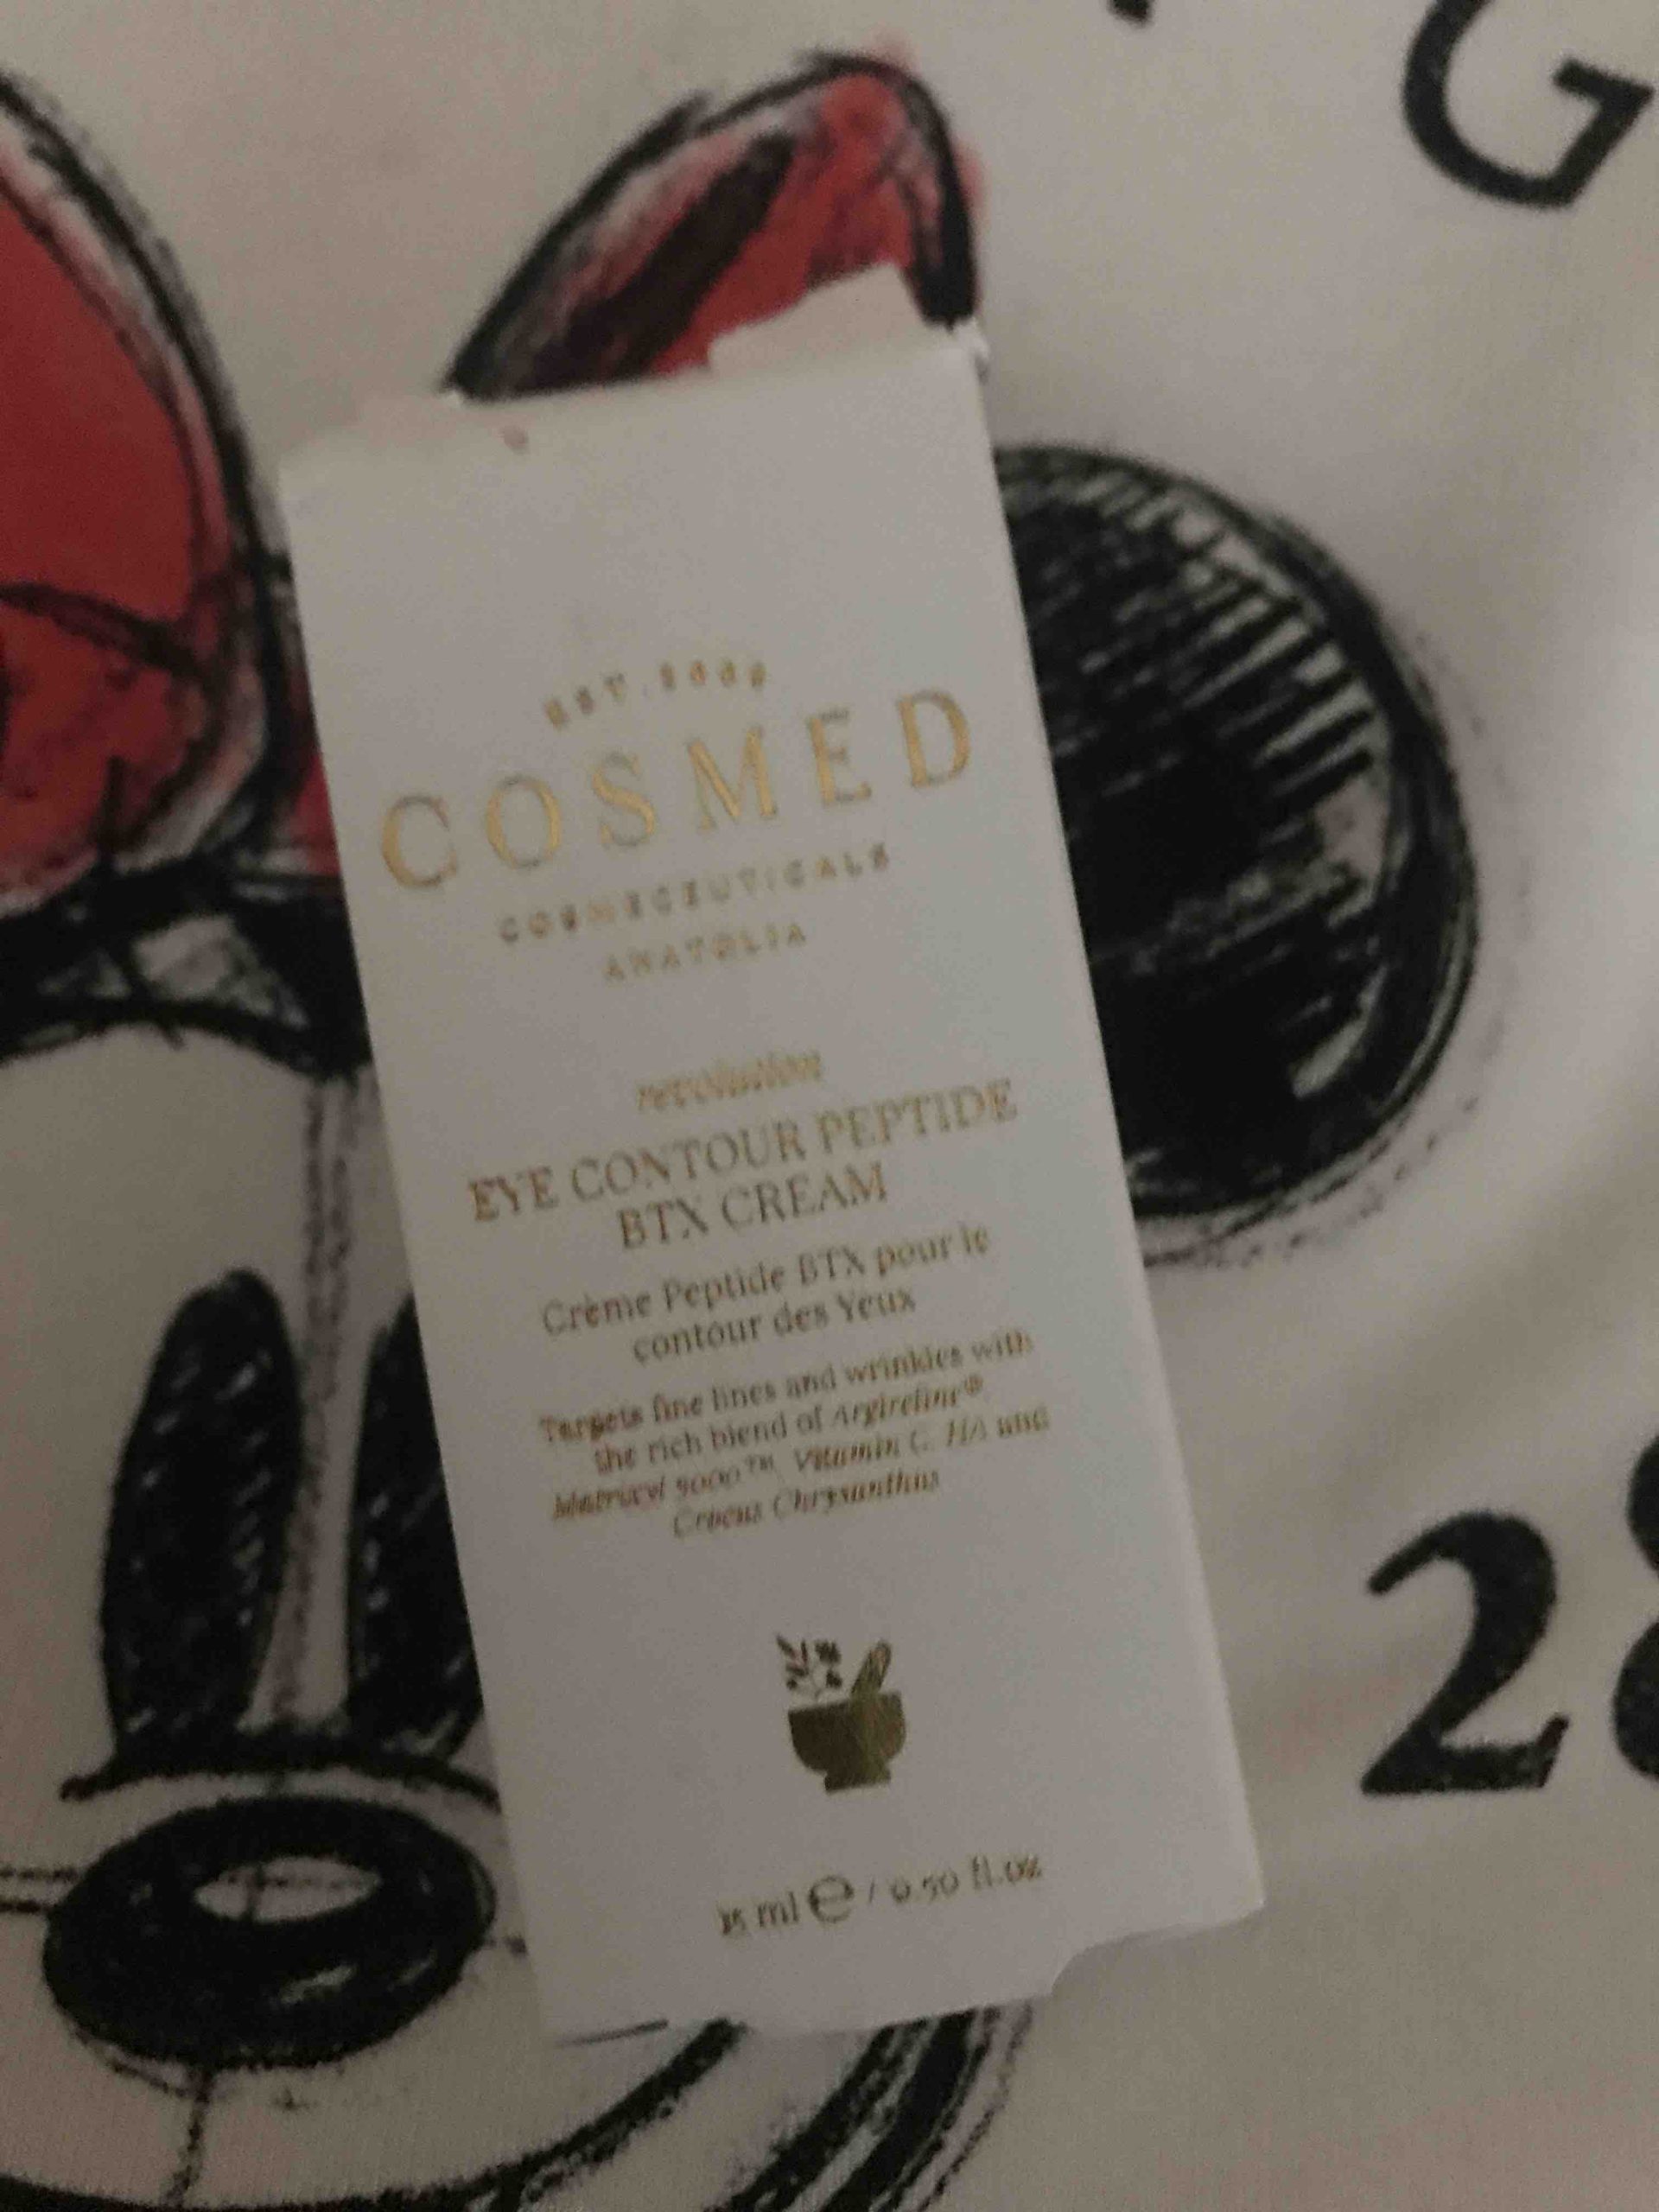 G
EST.
COSMED
COSMECEUTICALS
ANATOLIA
revolution
EYE CONTOUR PEPTIDE
BTX CREAM
Crème Peptide BTX pour le
contour des Yeux
Targets fine lines and wrinkles with
the rich blend of Argireline®
Matrixyl 3000™, Vitamin C, HA and
Crocus Chrysanthus
15 ml e / 0.50 fl.oz
2